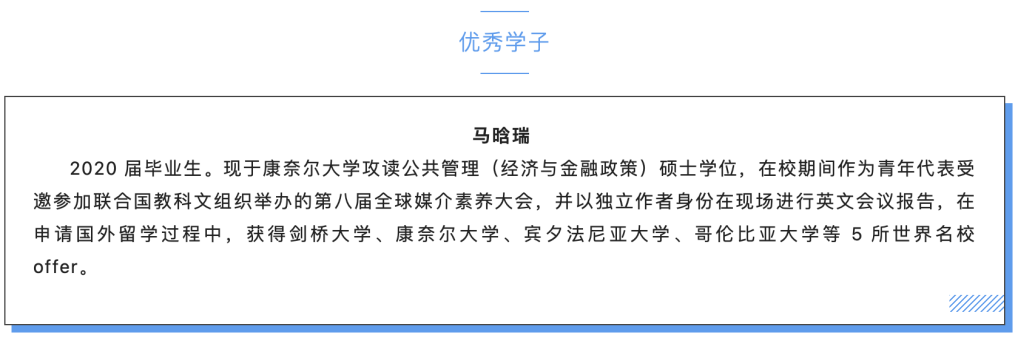 优秀学子
马晗瑞
2020 届毕业生。现于康奈尔大学攻读公共管理（经济与金融政策）硕士学位，在校期间作为青年代表受
邀参加联合国教科文组织举办的第八届全球媒介素养大会，并以独立作者身份在现场进行英文会议报告，在
申请国外留学过程中，获得剑桥大学、康奈尔大学、宾夕法尼亚大学、哥伦比亚大学等 5 所世界名校
offer。